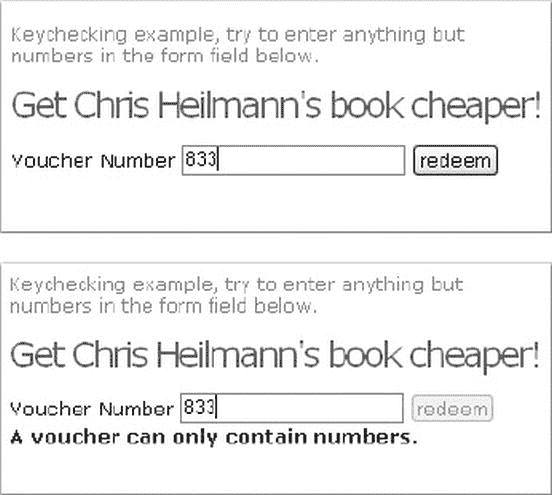 Keychecking example, try to enter anything but
numbers in the form field below.
Get Chris Heilmann's book cheaper!
Voucher Number 833 redeem
Keychecking example, try to enter anything but
numbers in the form field below.
Get Chris Heilmann's book cheaper!
Voucher Number 833 redeem
A voucher can only contain numbers.